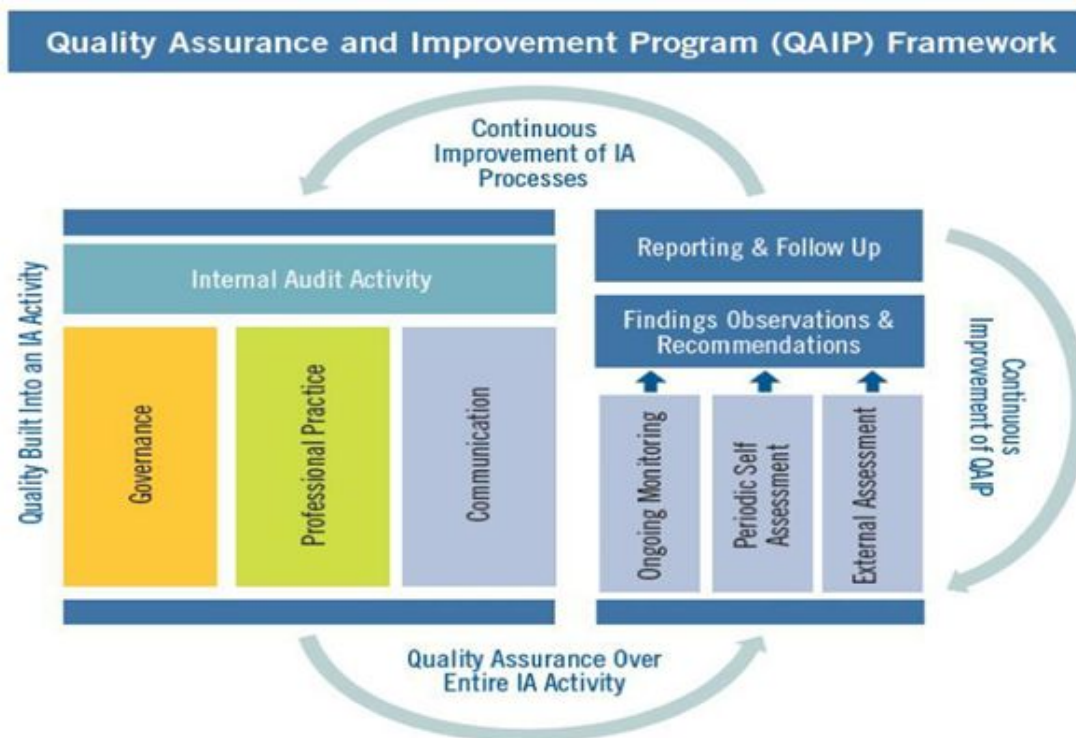 Quality Assurance and Improvement Program (QAIP) Framework
Continuous
Improvement of IA
Processes
Quality Built Into an IA Activity
Internal Audit Activity
Governance
Professional Practice
Communication
Reporting & Follow Up
Findings Observations &
Recommendations
Ongoing Monitoring
Periodic Self
Assessment
External Assessment
Continuous
Improvement of QAIP
Quality Assurance Over
Entire IA Activity